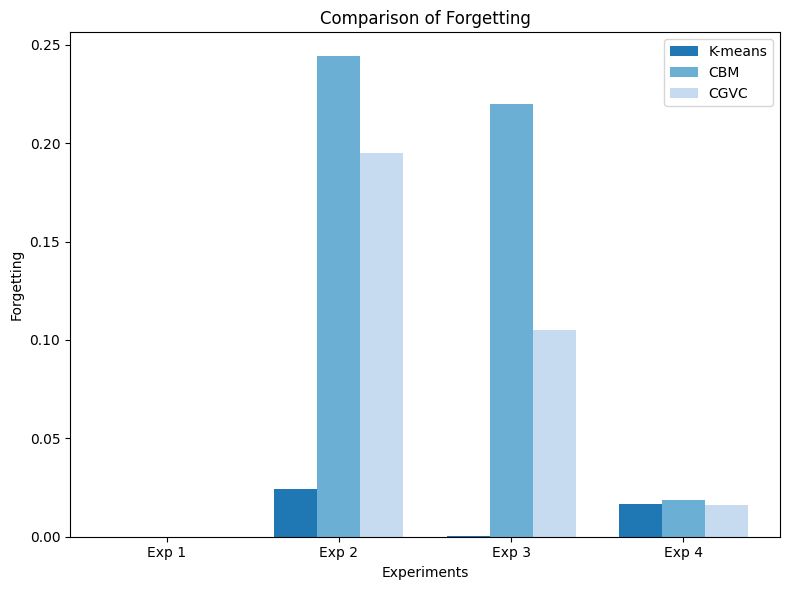 Comparison of Forgetting
K-means
CBM
CGVC
Forgetting
0.25
0.20
0.15
0.10
0.05
0.00
Exp 1
Exp 2
Exp 3
Exp 4
Experiments